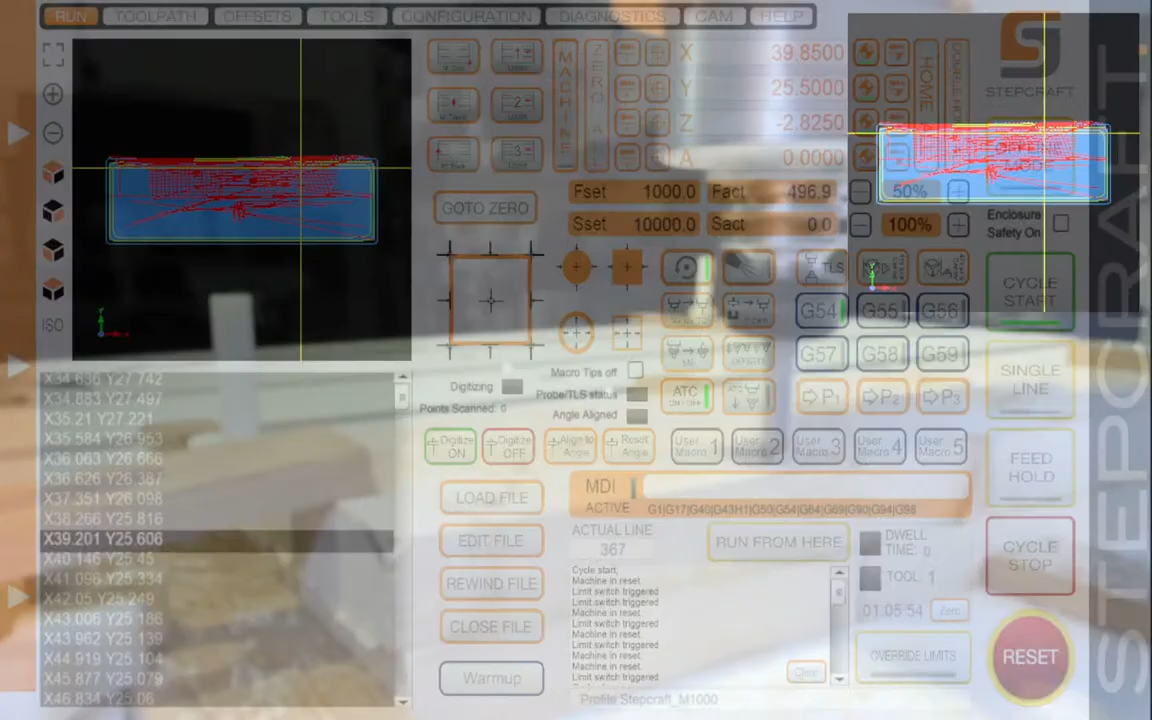 RUN TOOLPATH OFFSETS TOOLS CONFIGURATION DIAGNOSTICS CAM HELP
STEPCRAFT
MACHINE
ZERO ALL
HOME
X 39.8500
Y 25.5000
Z -2.8250
A 0.0000
MODE
Fset 1000.0 Fact 496.9 50%
Sset 10000.0 Sact 0.0 100%
GOTO ZERO
Enclosure
Safety On
ISO
TLS
G54 G55 G56
G57 G58 G59
ATC
ON - OFF
P1 P2 P3
CYCLE
START
SINGLE
LINE
FEED
HOLD
CYCLE
STOP
RESET
Macro Tips off
Digitizing
Probe/TLS status
Points Scanned: 0
Angle Aligned
Digitize
ON
Digitize
OFF
Align to
Angle
Reset
Angle
User
Macro 1
User
Macro 2
User
Macro 3
User
Macro 4
User
Macro 5
X34.636 Y27.742
X34.883 Y27.497
X35.21 Y27.221
X35.584 Y26.953
X36.063 Y26.666
X36.626 Y26.387
X37.351 Y26.098
X38.266 Y25.816
X39.201 Y25.606
X40.146 Y25.45
X41.096 Y25.334
X42.05 Y25.249
X43.006 Y25.186
X43.962 Y25.139
X44.919 Y25.104
X45.877 Y25.079
X46.834 Y25.06
LOAD FILE
EDIT FILE
REWIND FILE
CLOSE FILE
Warmup
MDI
ACTIVE G1|G17|G40|G43H1|G50|G54|G64|G69|G90|G94|G98
ACTUAL LINE
367
RUN FROM HERE
DWELL
TIME: 0
TOOL: 1
01:05:54 Zero
OVERRIDE LIMITS
Cycle start,
Machine in reset.
Limit switch triggered
Machine in reset.
Limit switch triggered
Machine in reset.
Limit switch triggered
Machine in reset.
Limit switch triggered
Machine in reset.
Limit switch triggered
Clear
Profile Stepcraft_M1000
STEPCRAFT